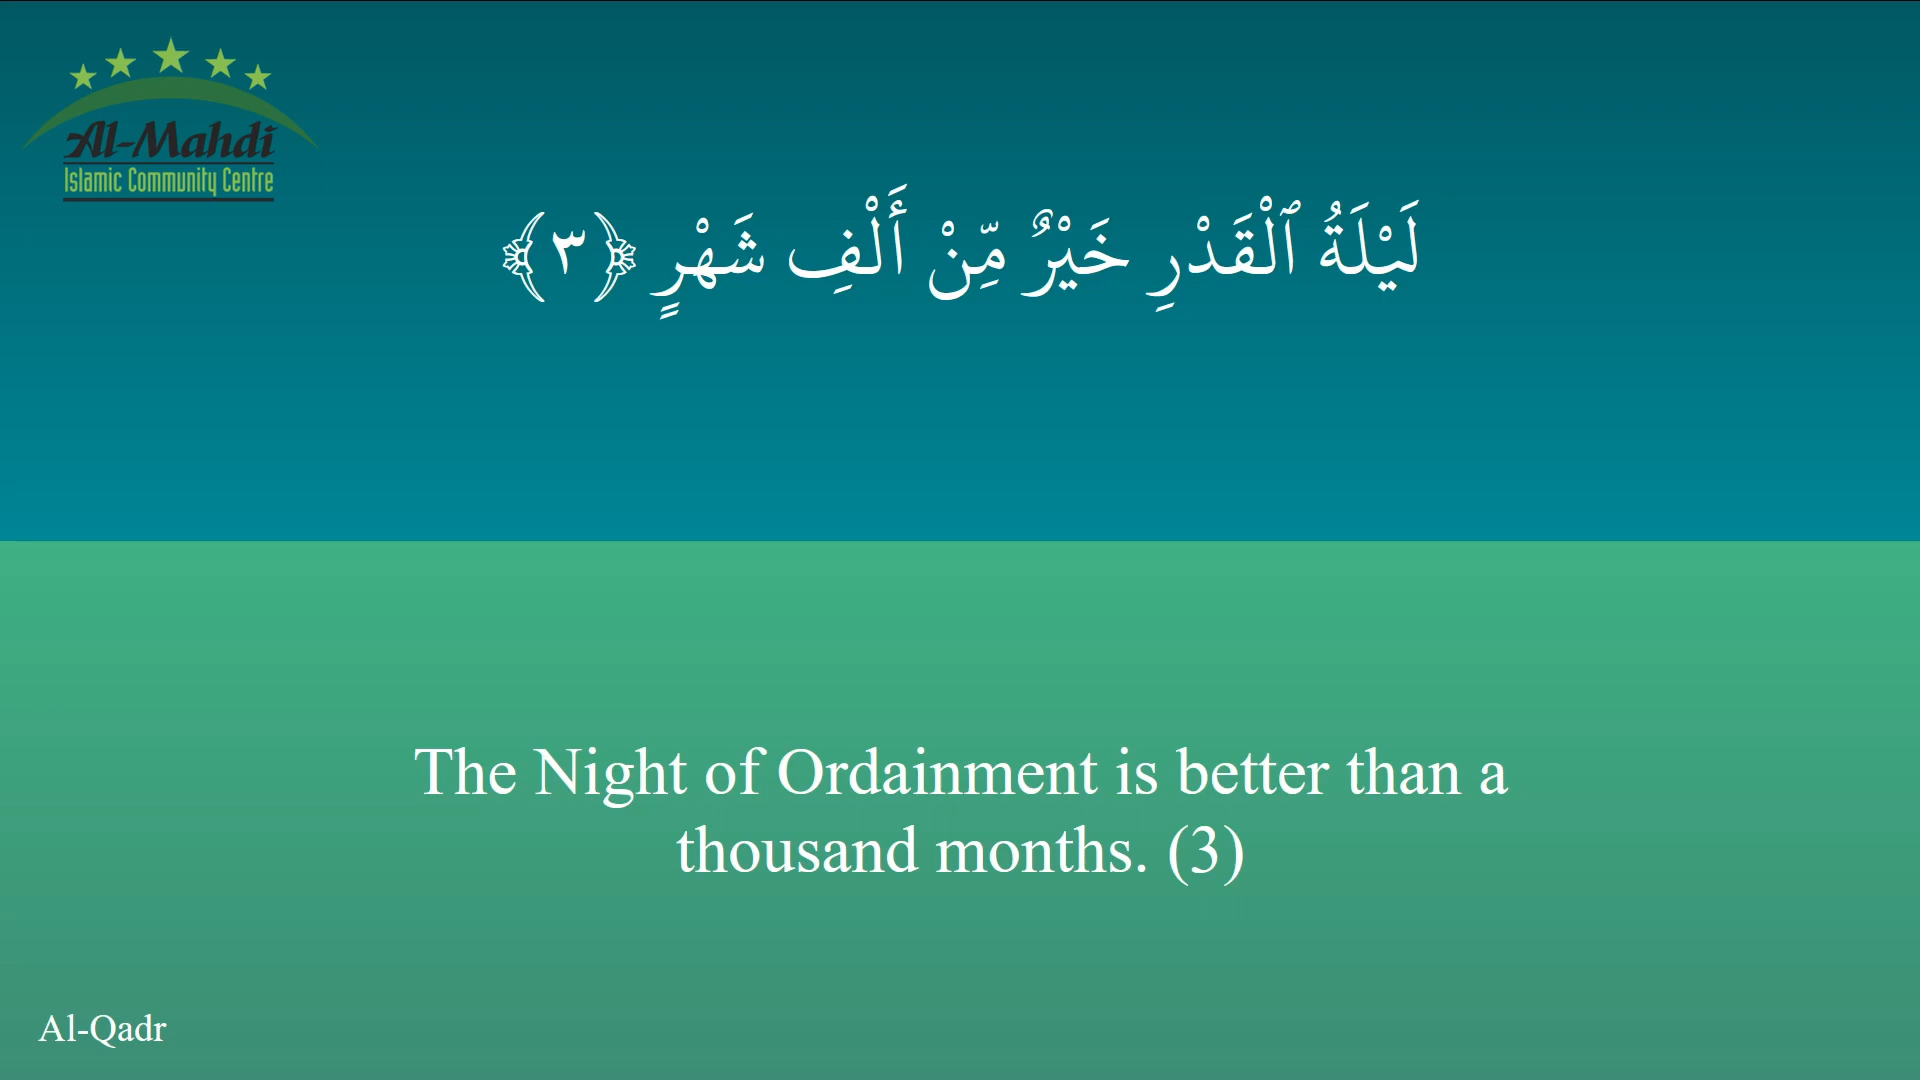 Al-Mahdi
Islamic Community Centre
لَيْلَةُ ٱلْقَدْرِ خَيْرٌ مِّنْ أَلْفِ شَهْرٍ ﴿٣﴾
The Night of Ordainment is better than a
thousand months. (3)
Al-Qadr